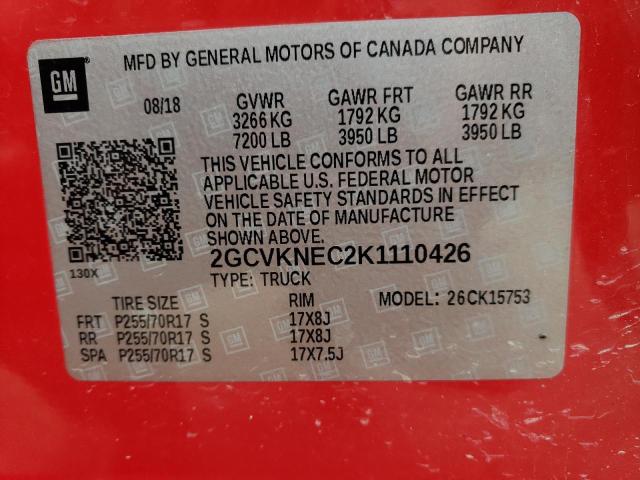 GM
MFD BY GENERAL MOTORS OF CANADA COMPANY
08/18 GVWR GAWR FRT GAWR RR
3266 KG 1792 KG 1792 KG
7200 LB 3950 LB 3950 LB
THIS VEHICLE CONFORMS TO ALL
APPLICABLE U.S. FEDERAL MOTOR
VEHICLE SAFETY STANDARDS IN EFFECT
ON THE DATE OF MANUFACTURE
SHOWN ABOVE.
130X
2GCVKNEC2K1110426
TYPE: TRUCK
TIRE SIZE RIM MODEL: 26CK15753
FRT P255/70R17 S 17X8J
RR P255/70R17 S 17X8J
SPA P255/70R17 S 17X7.5J